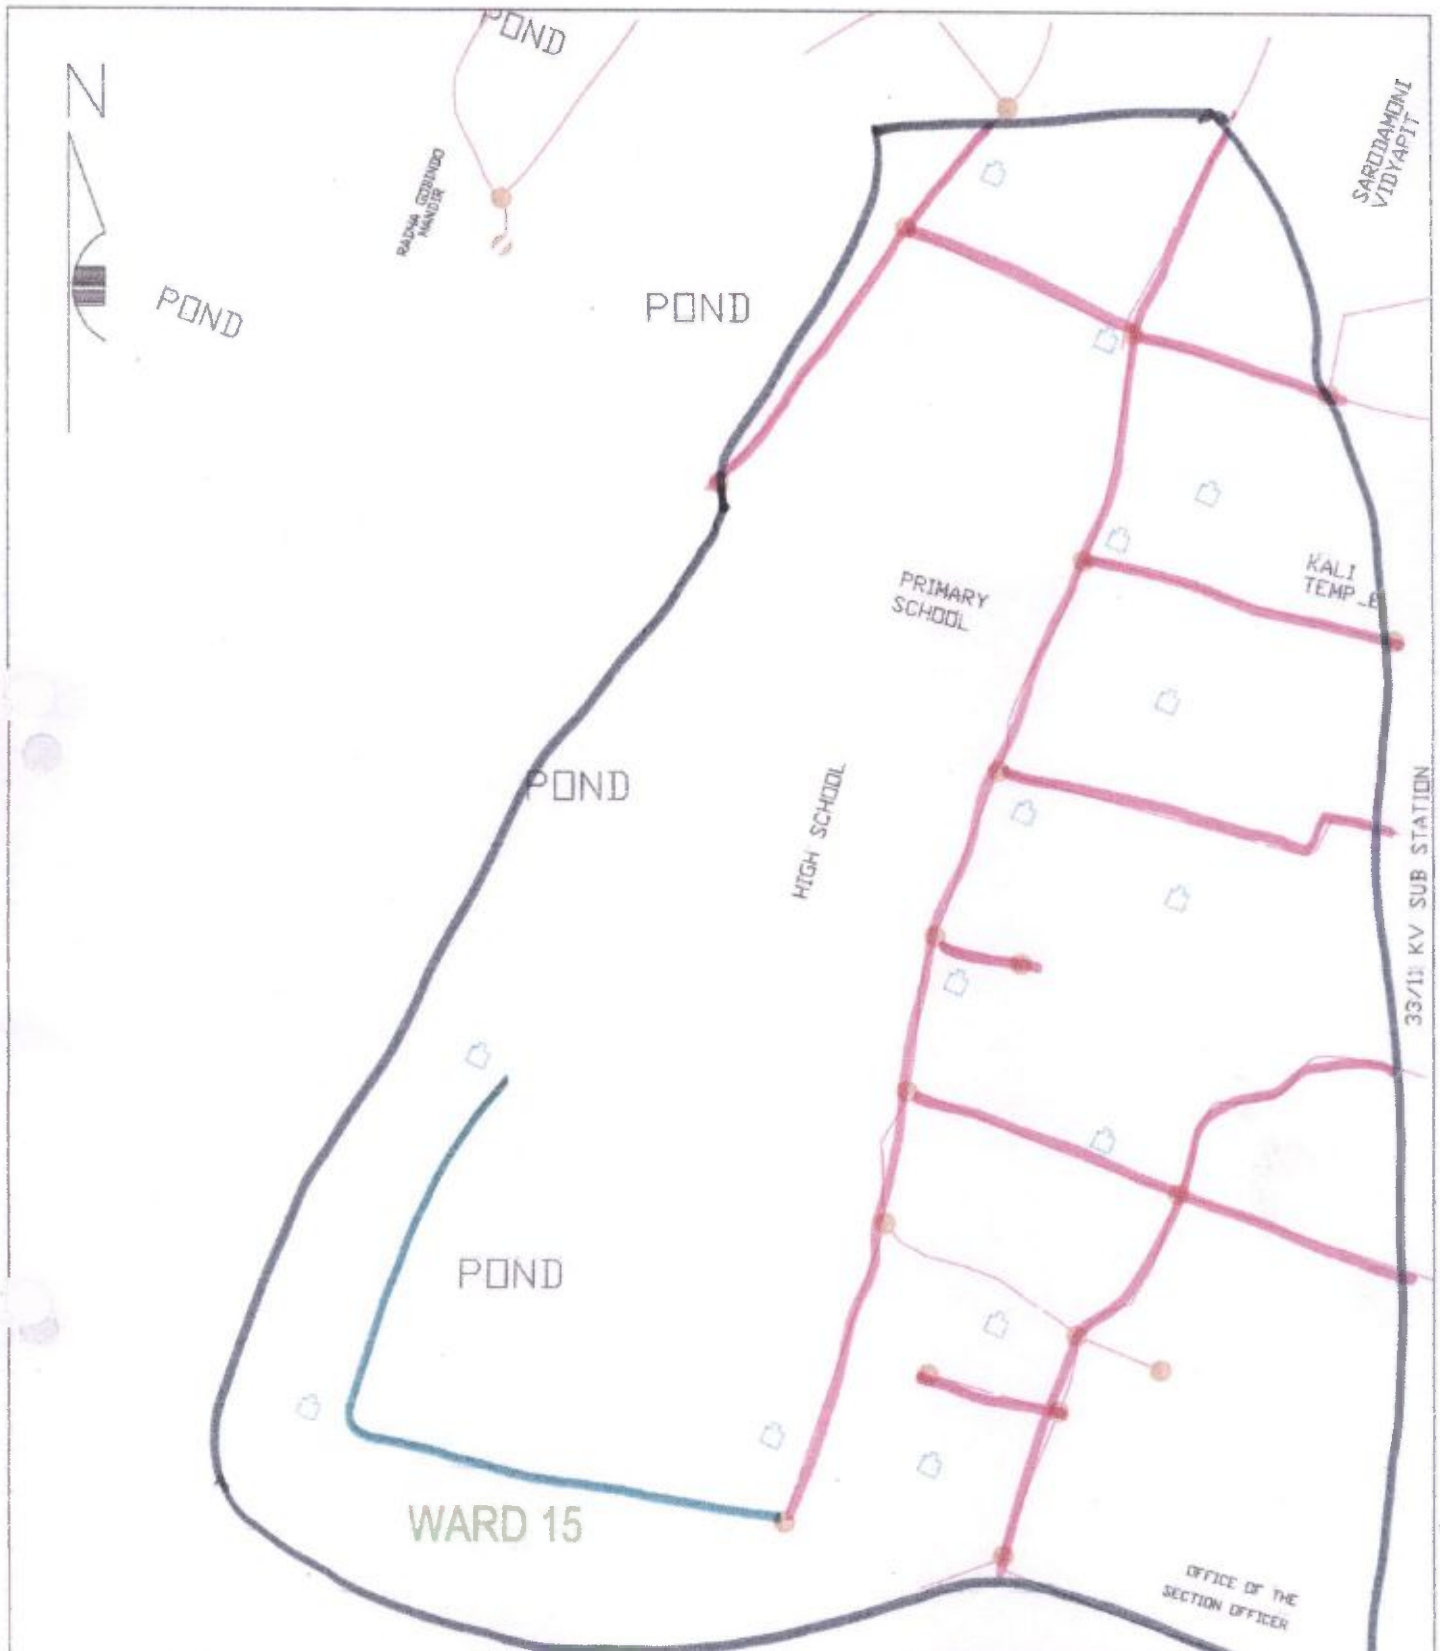 POND
N
SARODAMONI
VIDYAPIT
RADHA GOBINDO
MANDIR
POND
POND
KALI
TEMP_E
PRIMARY
SCHOOL
POND
HIGH SCHOOL
33/11 KV SUB STATION
POND
WARD 15
OFFICE OF THE
SECTION OFFICER